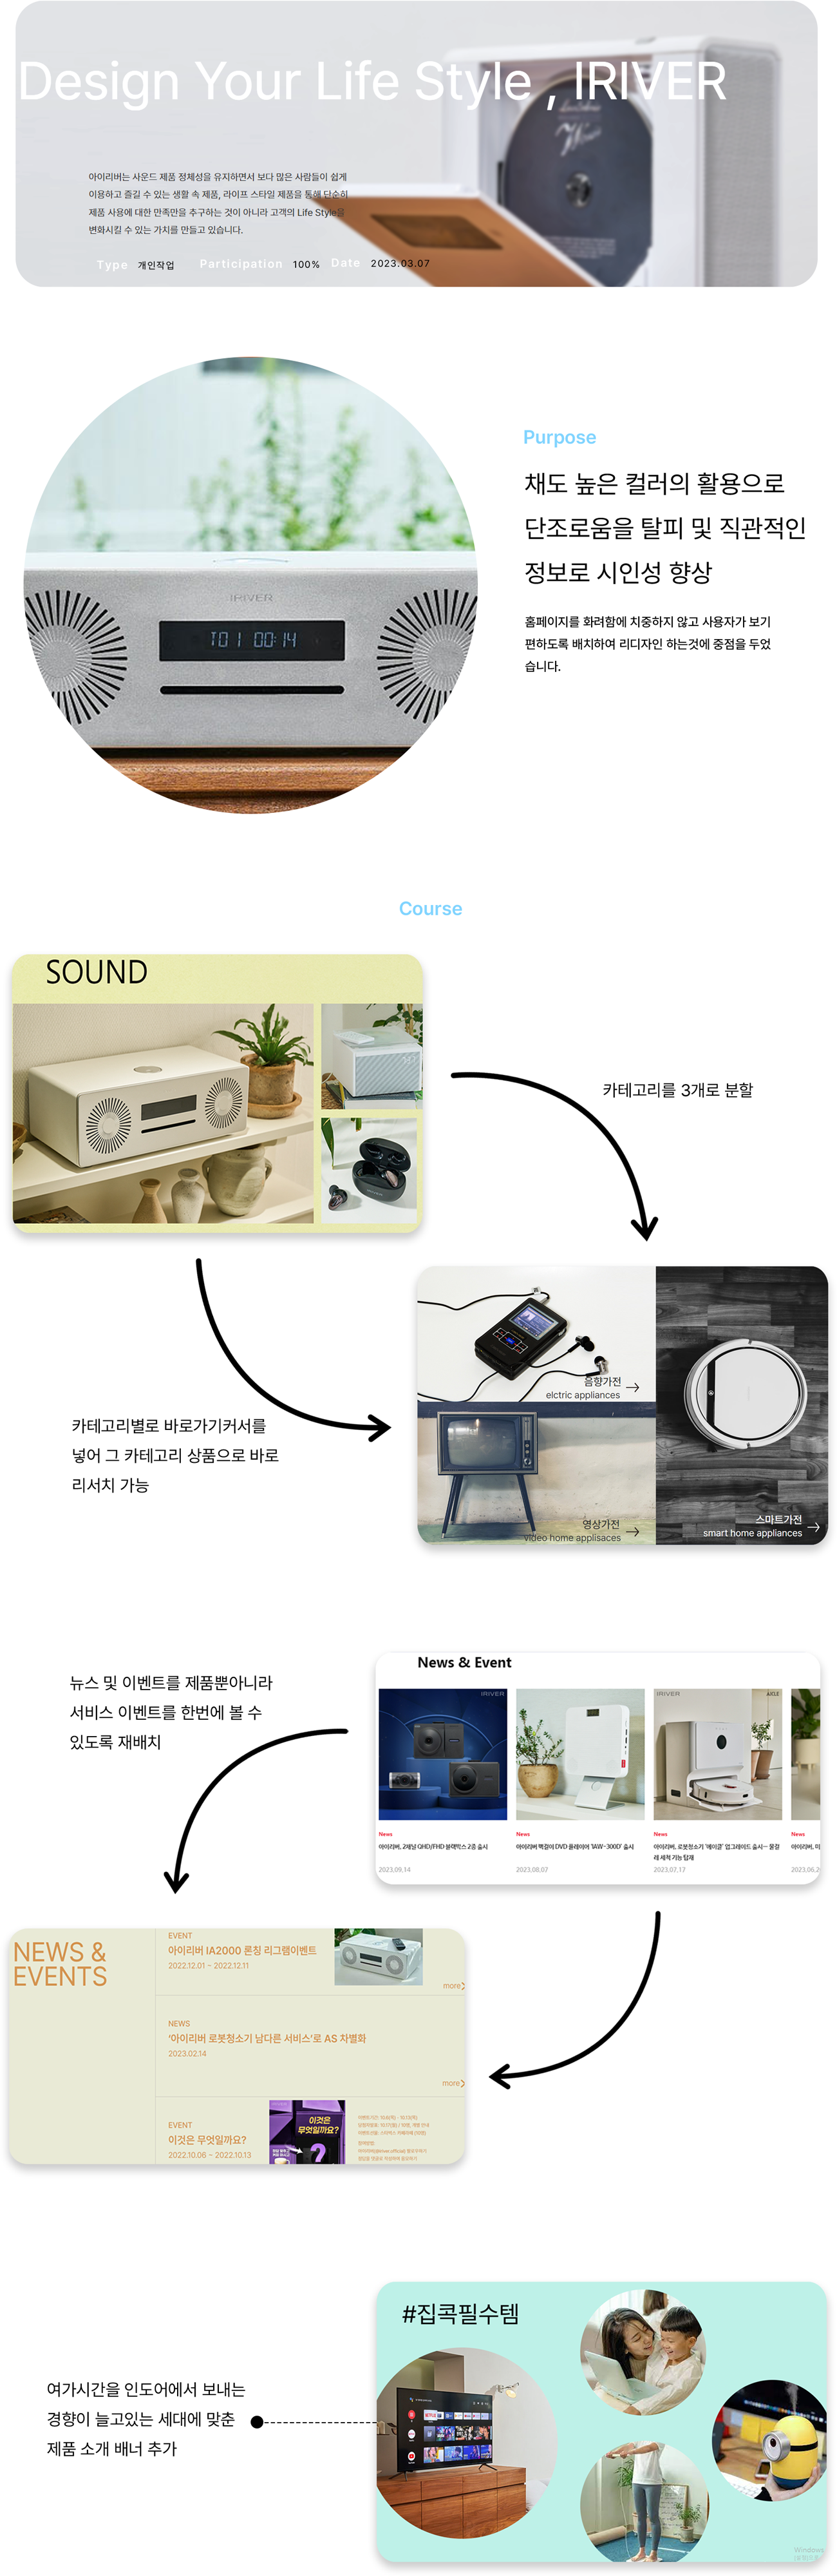 Design Your Life Style , IRIVER
아이리버는 사운드 제품 정체성을 유지하면서 보다 많은 사람들이 쉽게
이용하고 즐길 수 있는 생활 속 제품, 라이프 스타일 제품을 통해 단순히
제품 사용에 대한 만족만을 추구하는 것이 아니라 고객의 Life Style을
변화시킬 수 있는 가치를 만들고 있습니다.
Type 개인작업 Participation 100% Date 2023.03.07
IRIVER
T01 00:14
Purpose
채도 높은 컬러의 활용으로
단조로움을 탈피 및 직관적인
정보로 시인성 향상
홈페이지를 화려함에 치중하지 않고 사용자가 보기
편하도록 배치하여 리디자인 하는것에 중점을 두었
습니다.
Course
SOUND
카테고리를 3개로 분할
음향가전
elctric appliances
카테고리별로 바로가기커서를
넣어 그 카테고리 상품으로 바로
리서치 가능
영상가전
video home applisaces
스마트가전
smart home appliances
뉴스 및 이벤트를 제품뿐아니라
서비스 이벤트를 한번에 볼 수
있도록 재배치
News & Event
IRIVER
IRIVER
AICLE
News
News
News
News
아이리버, 2채널 QHD/FHD 블랙박스 2종 출시
아이리버 벽걸이 DVD 플레이어 'IAW-300D' 출시
아이리버, 로봇청소기 '에이클' 업그레이드 출시… 물걸
레 세척 기능 탑재
아이리버, 미
2023.09.14
2023.08.07
2023.07.17
2023.06.2
NEWS &
EVENTS
EVENT
아이리버 IA2000 론칭 리그램이벤트
2022.12.01 ~ 2022.12.11
more
NEWS
'아이리버 로봇청소기 남다른 서비스'로 AS 차별화
2023.02.14
more
EVENT
이것은 무엇일까요?
2022.10.06 ~ 2022.10.13
이것은
무엇일까요?
?
#집콕필수템
여가시간을 인도어에서 보내는
경향이 늘고있는 세대에 맞춘
제품 소개 배너 추가
Windows